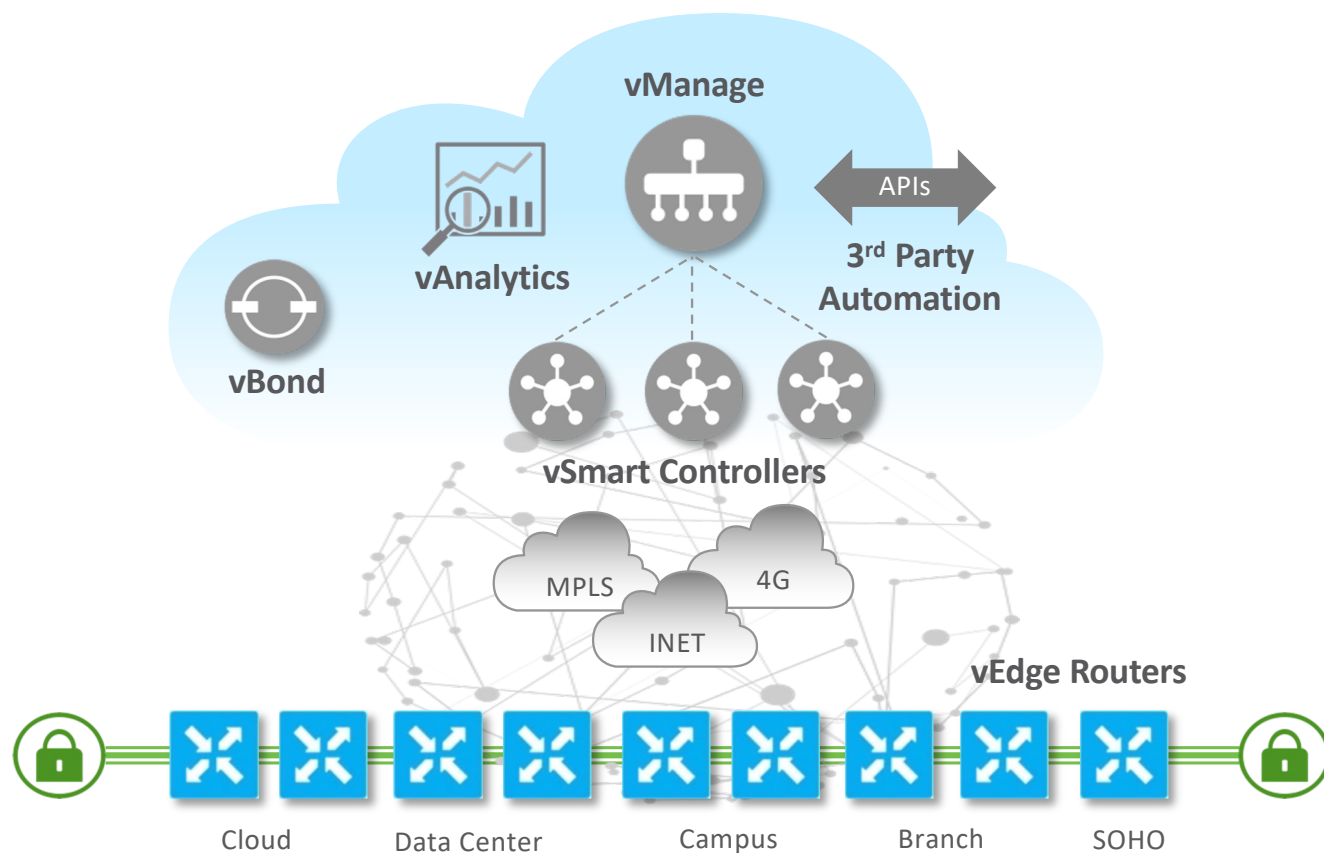 vManage
APIs
vAnalytics
3rd Party
Automation
vBond
vSmart Controllers
MPLS
4G
INET
vEdge Routers
Cloud
Data Center
Campus
Branch
SOHO